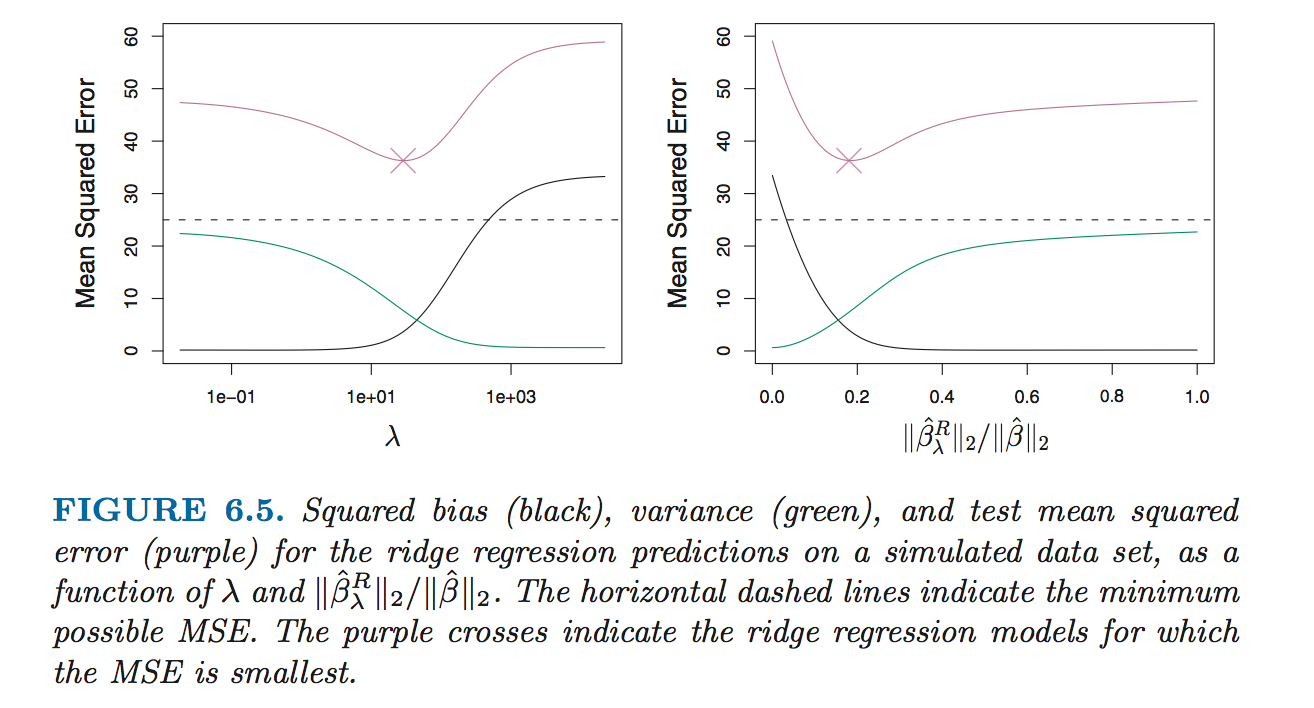 Mean Squared Error
0 10 20 30 40 50 60
1e−01 1e+01 1e+03
λ
Mean Squared Error
0 10 20 30 40 50 60
0.0 0.2 0.4 0.6 0.8 1.0
‖β̂λᴿ‖₂/‖β̂‖₂
FIGURE 6.5. Squared bias (black), variance (green), and test mean squared
error (purple) for the ridge regression predictions on a simulated data set, as a
function of λ and ‖β̂λᴿ‖₂/‖β̂‖₂. The horizontal dashed lines indicate the minimum
possible MSE. The purple crosses indicate the ridge regression models for which
the MSE is smallest.